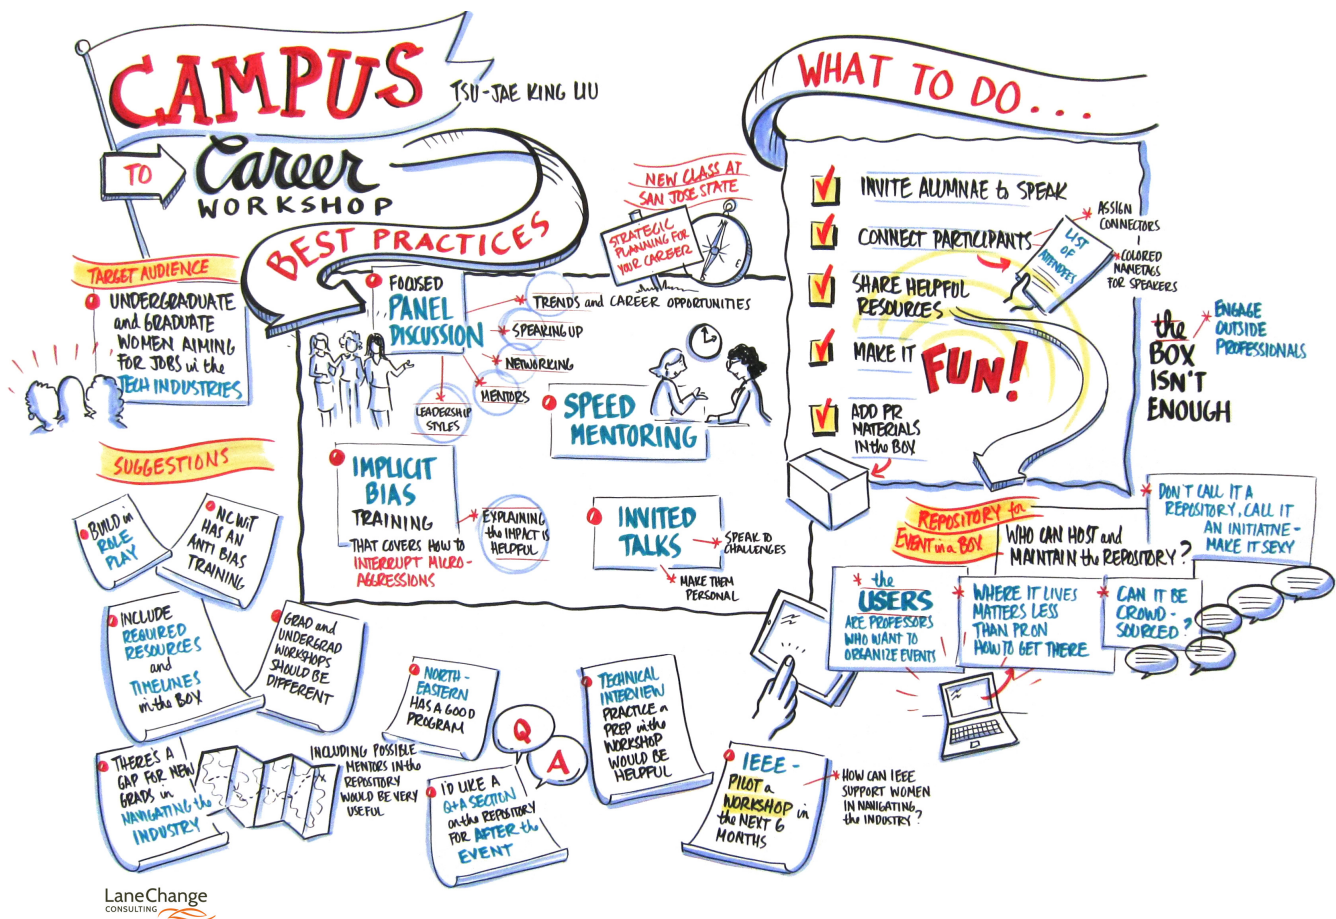 CAMPUS
TSU-JAE KING LIU
TO
Career
WORKSHOP
BEST PRACTICES
TARGET AUDIENCE
UNDERGRADUATE
and GRADUATE
WOMEN AIMING
FOR JOBS in the
TECH INDUSTRIES
NEW CLASS AT
SAN JOSE STATE
STRATEGIC
PLANNING FOR
YOUR CAREER
FOCUSED
PANEL
DISCUSSION
TRENDS and CAREER OPPORTUNITIES
SPEAKING UP
NETWORKING
MENTORS
LEADERSHIP
STYLES
SPEED
MENTORING
IMPLICIT
BIAS
TRAINING
THAT COVERS HOW TO
INTERRUPT MICRO-
AGGRESSIONS
EXPLAINING
the IMPACT IS
HELPFUL
INVITED
TALKS
SPEAK TO
CHALLENGES
MAKE THEM
PERSONAL
WHAT TO DO...
INVITE ALUMNAE to SPEAK
CONNECT PARTICIPANTS
LIST
OF
ATTENDEES
ASSIGN
CONNECTORS
COLORED
NAMETAGS
FOR SPEAKERS
SHARE HELPFUL
RESOURCES
MAKE IT
FUN!
ADD PR
MATERIALS
IN the BOX
the
BOX
ISN'T
ENOUGH
ENGAGE
OUTSIDE
PROFESSIONALS
REPOSITORY for
EVENT in a BOX
WHO CAN HOST and
MAINTAIN the REPOSITORY?
DON'T CALL IT A
REPOSITORY, CALL IT
AN INITIATIVE -
MAKE IT SEXY
the
USERS
ARE PROFESSORS
WHO WANT TO
ORGANIZE EVENTS
WHERE IT LIVES
MATTERS LESS
THAN PR ON
HOW TO GET THERE
CAN IT BE
CROWD-
SOURCED?
SUGGESTIONS
BUILD in
ROLE
PLAY
NCWIT
HAS AN
ANTI BIAS
TRAINING
INCLUDE
REQUIRED
RESOURCES
and
TIMELINES
in the BOX
GRAD and
UNDERGRAD
WORKSHOPS
SHOULD BE
DIFFERENT
THERE'S A
GAP FOR NEW
GRADS in
NAVIGATING the
INDUSTRY
INCLUDING POSSIBLE
MENTORS IN the
REPOSITORY
WOULD BE VERY
USEFUL
NORTH-
EASTERN
HAS A GOOD
PROGRAM
Q
A
I'D LIKE A
Q+A SECTION
on the REPOSITORY
FOR AFTER the
EVENT
TECHNICAL
INTERVIEW
PRACTICE or
PREP in the
WORKSHOP
WOULD BE
HELPFUL
IEEE -
PILOT a
WORKSHOP in
the NEXT 6
MONTHS
HOW CAN IEEE
SUPPORT WOMEN
IN NAVIGATING
the INDUSTRY?
LaneChange
CONSULTING